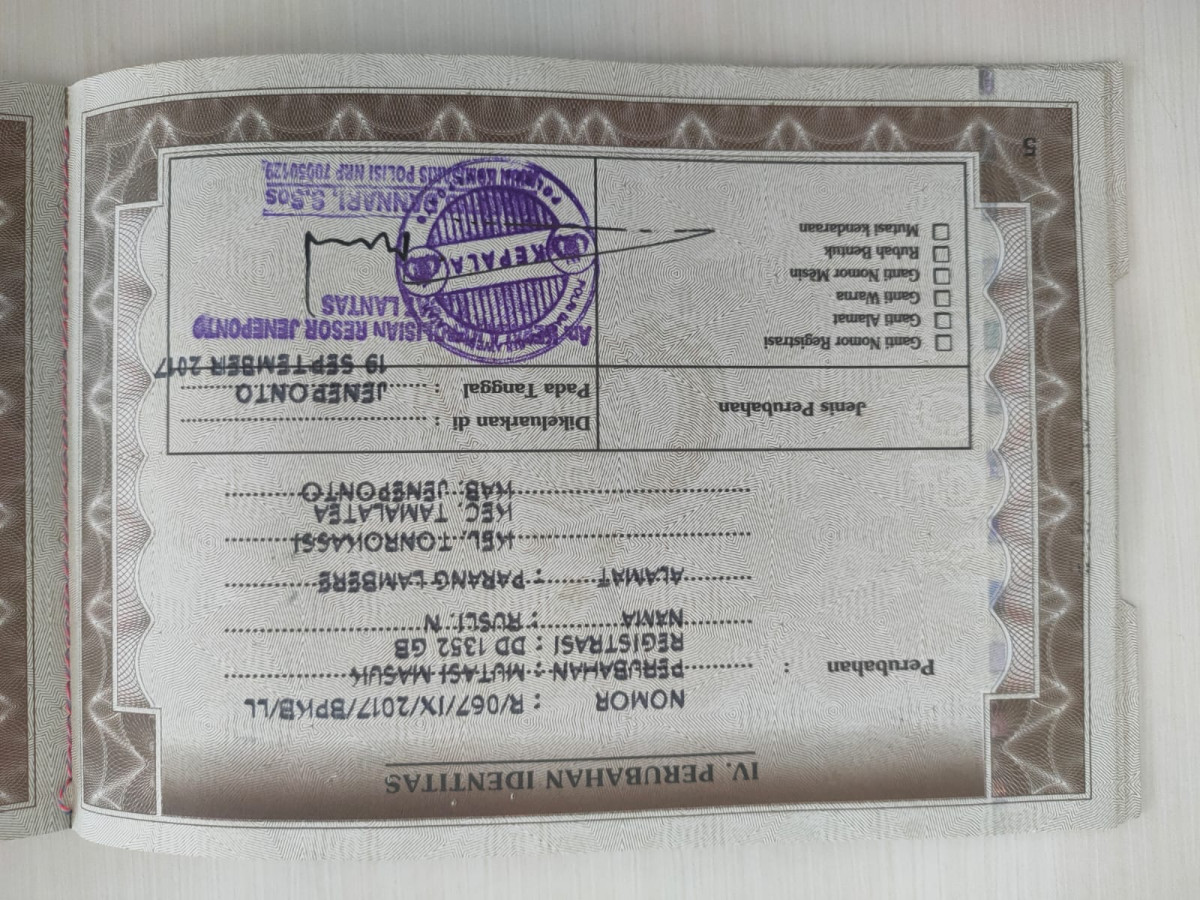 IV. PERUBAHAN IDENTITAS
NOMOR : R/067/IX/2017/BPKB/LL
Perubahan : PERUBAHAN : MUTASI MASUK
REGISTRASI : DD 1352 GB
NAMA : RUSLI. N
ALAMAT : PARANG LAMBERE
KEL. TONROKASSI
KEC. TAMALATEA
KAB. JENEPONTO
Jenis Perubahan
Dikeluarkan di :
Pada Tanggal :
JENEPONTO
19 SEPTEMBER 2017
Ganti Nomor Registrasi
Ganti Alamat
Ganti Warna
Ganti Nomor Mesin
Rubah Bentuk
Mutasi kendaraan
RESOR JENEPONTO
LANTAS
KEPALA
DANNARI, S.Sos
POLISI NRP 70050129.
5